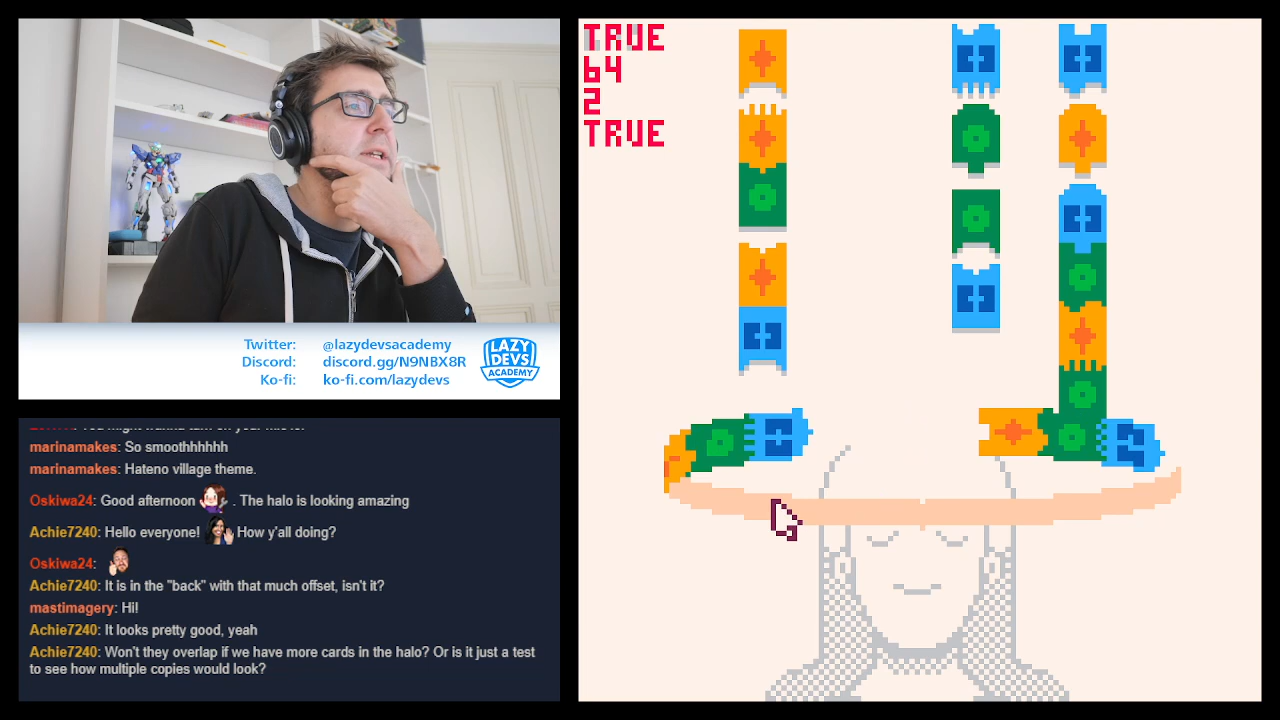 TRUE
64
2
TRUE
Twitter: @lazydevsacademy
Discord: discord.gg/N9NBX8R
Ko-fi: ko-fi.com/lazydevs
LAZY
DEVS
ACADEMY
marinamakes: So smoothhhhhh
marinamakes: Hateno village theme.
Oskiwa24: Good afternoon . The halo is looking amazing
Achie7240: Hello everyone! How y'all doing?
Oskiwa24:
Achie7240: It is in the "back" with that much offset, isn't it?
mastimagery: Hi!
Achie7240: It looks pretty good, yeah
Achie7240: Won't they overlap if we have more cards in the halo? Or is it just a test
to see how multiple copies would look?